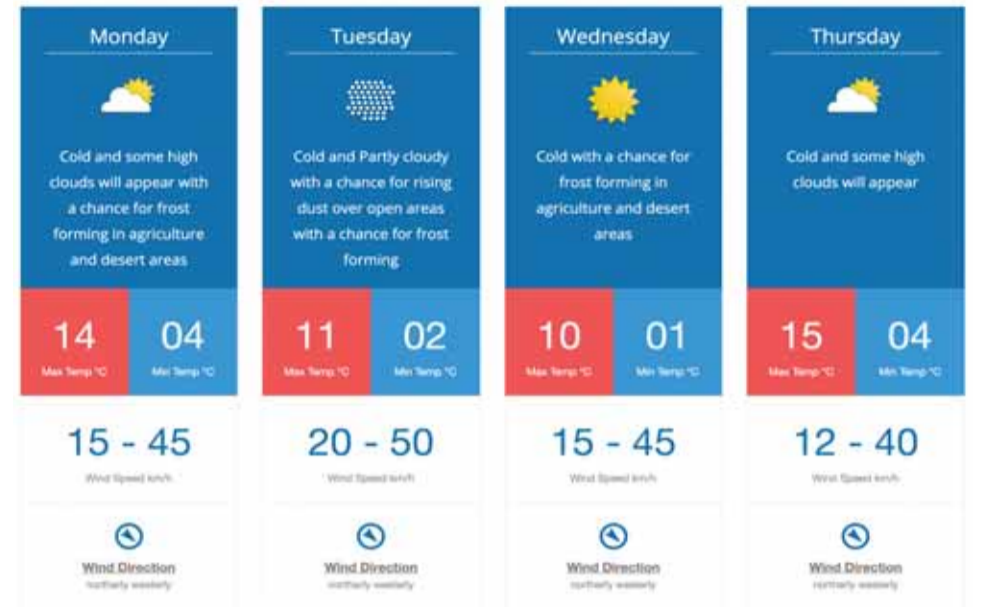 Monday
Cold and some high
clouds will appear with
a chance for frost
forming in agriculture
and desert areas
14
Max Temp °C
04
Min Temp °C
15 - 45
Wind Speed km/h
Wind Direction
northerly westerly
Tuesday
Cold and Partly cloudy
with a chance for rising
dust over open areas
with a chance for frost
forming
11
Max Temp °C
02
Min Temp °C
20 - 50
Wind Speed km/h
Wind Direction
northerly westerly
Wednesday
Cold with a chance for
frost forming in
agriculture and desert
areas
10
Max Temp °C
01
Min Temp °C
15 - 45
Wind Speed km/h
Wind Direction
northerly westerly
Thursday
Cold and some high
clouds will appear
15
Max Temp °C
04
Min Temp °C
12 - 40
Wind Speed km/h
Wind Direction
northerly westerly